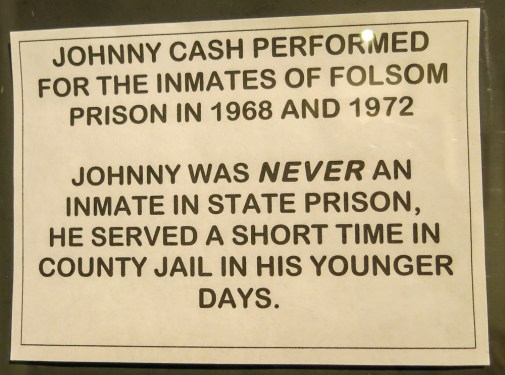 JOHNNY CASH PERFORMED
FOR THE INMATES OF FOLSOM
PRISON IN 1968 AND 1972
JOHNNY WAS NEVER AN
INMATE IN STATE PRISON,
HE SERVED A SHORT TIME IN
COUNTY JAIL IN HIS YOUNGER
DAYS.